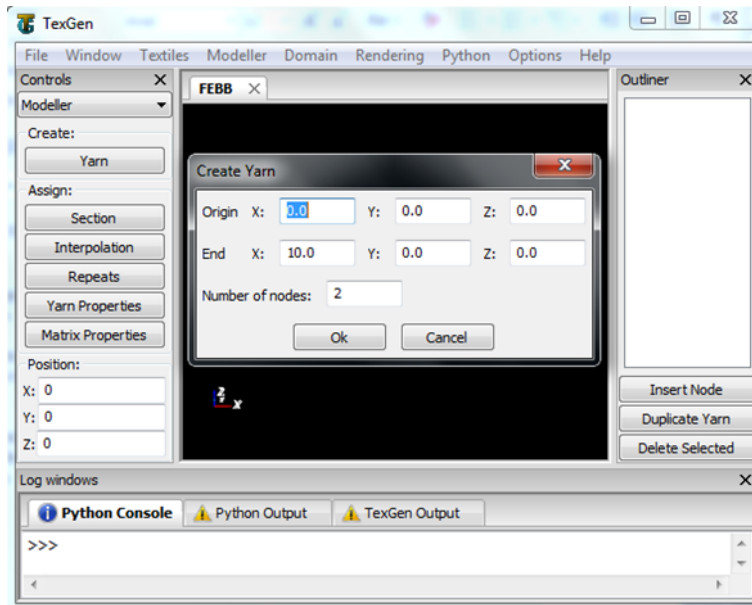 TexGen
File Window Textiles Modeller Domain Rendering Python Options Help
Controls
Modeller
Create:
Yarn
Assign:
Section
Interpolation
Repeats
Yarn Properties
Matrix Properties
Position:
X: 0
Y: 0
Z: 0
FEBB
Create Yarn
Origin X: 0.0 Y: 0.0 Z: 0.0
End X: 10.0 Y: 0.0 Z: 0.0
Number of nodes: 2
Ok Cancel
Z
Y
X
Outliner
Insert Node
Duplicate Yarn
Delete Selected
Log windows
Python Console Python Output TexGen Output
>>>